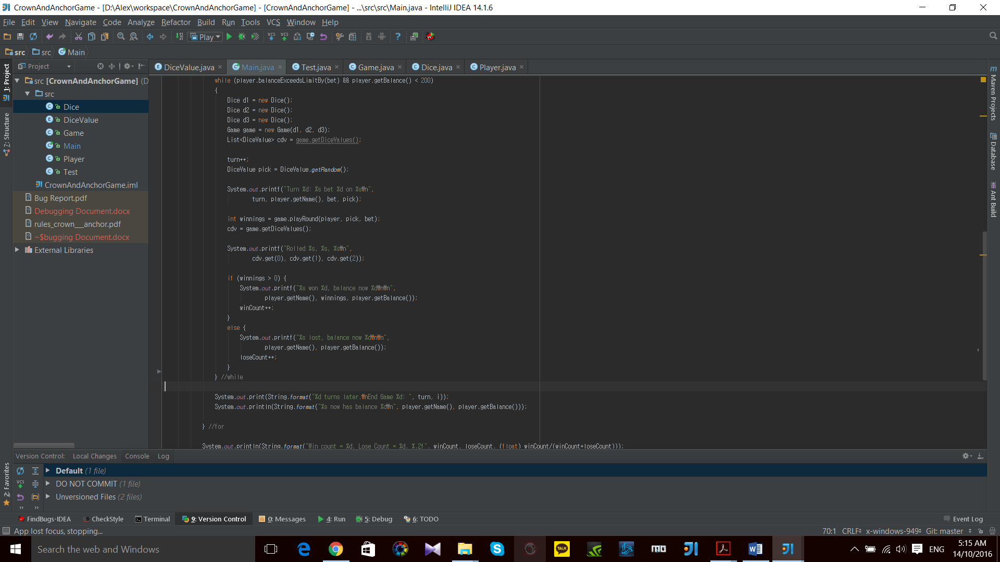 CrownAndAnchorGame - [D:\Alex\workspace\CrownAndAnchorGame] - [CrownAndAnchorGame] - ...\src\src\Main.java - IntelliJ IDEA 14.1.6
File Edit View Navigate Code Analyze Refactor Build Run Tools VCS Window Help
Play
src src Main
Project
DiceValue.java Main.java Test.java Game.java Dice.java Player.java
1: Project
7: Structure
2: Favorites
src [CrownAndAnchorGame] (D
src
Dice
DiceValue
Game
Main
Player
Test
CrownAndAnchorGame.iml
Bug Report.pdf
Debugging Document.docx
rules_crown___anchor.pdf
~$bugging Document.docx
External Libraries
while (player.balanceExceedsLimitBy(bet) && player.getBalance() < 200)
{
Dice d1 = new Dice();
Dice d2 = new Dice();
Dice d3 = new Dice();
Game game = new Game(d1, d2, d3);
List<DiceValue> cdv = game.getDiceValues();
turn++;
DiceValue pick = DiceValue.getRandom();
System.out.printf("Turn %d: %s bet %d on %s₩n",
turn, player.getName(), bet, pick);
int winnings = game.playRound(player, pick, bet);
cdv = game.getDiceValues();
System.out.printf("Rolled %s, %s, %s₩n",
cdv.get(0), cdv.get(1), cdv.get(2));
if (winnings > 0) {
System.out.printf("%s won %d, balance now %d₩n₩n",
player.getName(), winnings, player.getBalance());
winCount++;
}
else {
System.out.printf("%s lost, balance now %d₩n₩n",
player.getName(), player.getBalance());
loseCount++;
}
} //while
System.out.print(String.format("%d turns later.₩nEnd Game %d: ", turn, i));
System.out.println(String.format("%s now has balance %d₩n", player.getName(), player.getBalance()));
} //for
System.out.println(String.format("Win count = %d, Lose Count = %d, %.2f", winCount, loseCount, (float) winCount/(winCount+loseCount)));
Maven Projects
Database
Ant Build
Version Control: Local Changes Console Log
Default (1 file)
DO NOT COMMIT (1 file)
Unversioned Files (2 files)
FindBugs-IDEA CheckStyle Terminal 9: Version Control 0: Messages 4: Run 5: Debug 6: TODO Event Log
App lost focus, stopping... 70:1 CRLF x-windows-949 Git: master
Search the web and Windows
TALK
ENG
5:15 AM
14/10/2016